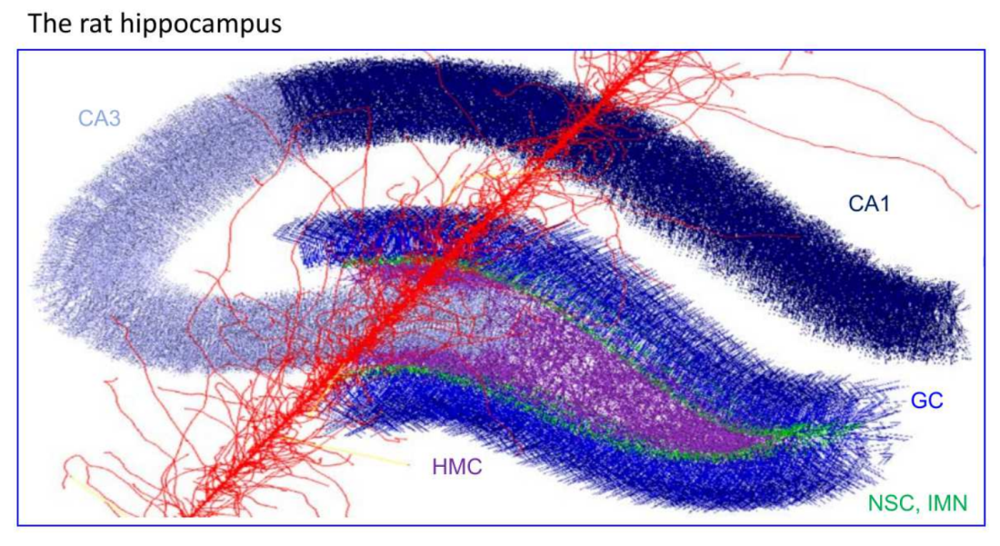 The rat hippocampus
CA3
CA1
GC
HMC
NSC, IMN